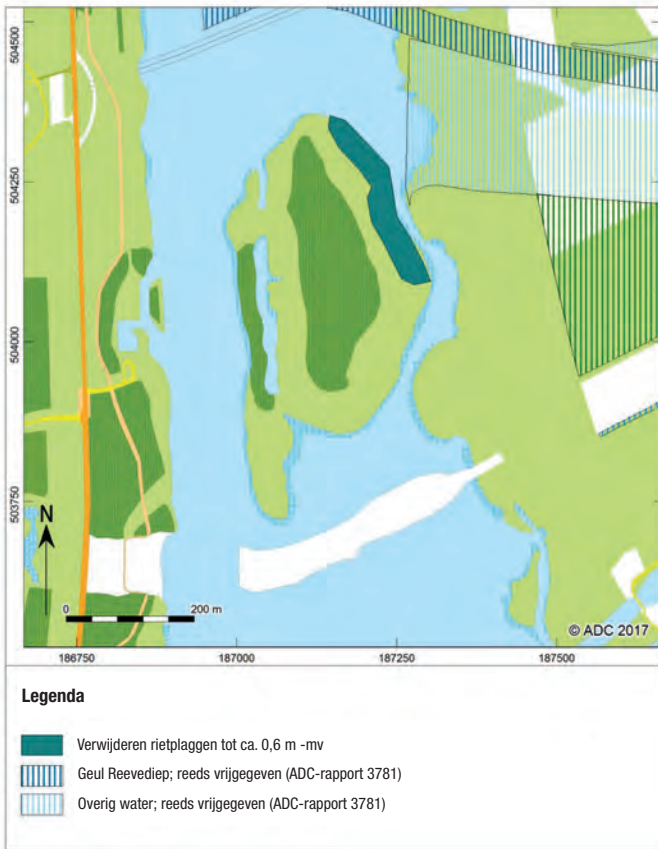 504500
504250
504000
503750
N
0 200 m
© ADC 2017
186750 187000 187250 187500
Legenda
Verwijderen rietplaggen tot ca. 0,6 m -mv
Geul Reevediep; reeds vrijgegeven (ADC-rapport 3781)
Overig water; reeds vrijgegeven (ADC-rapport 3781)